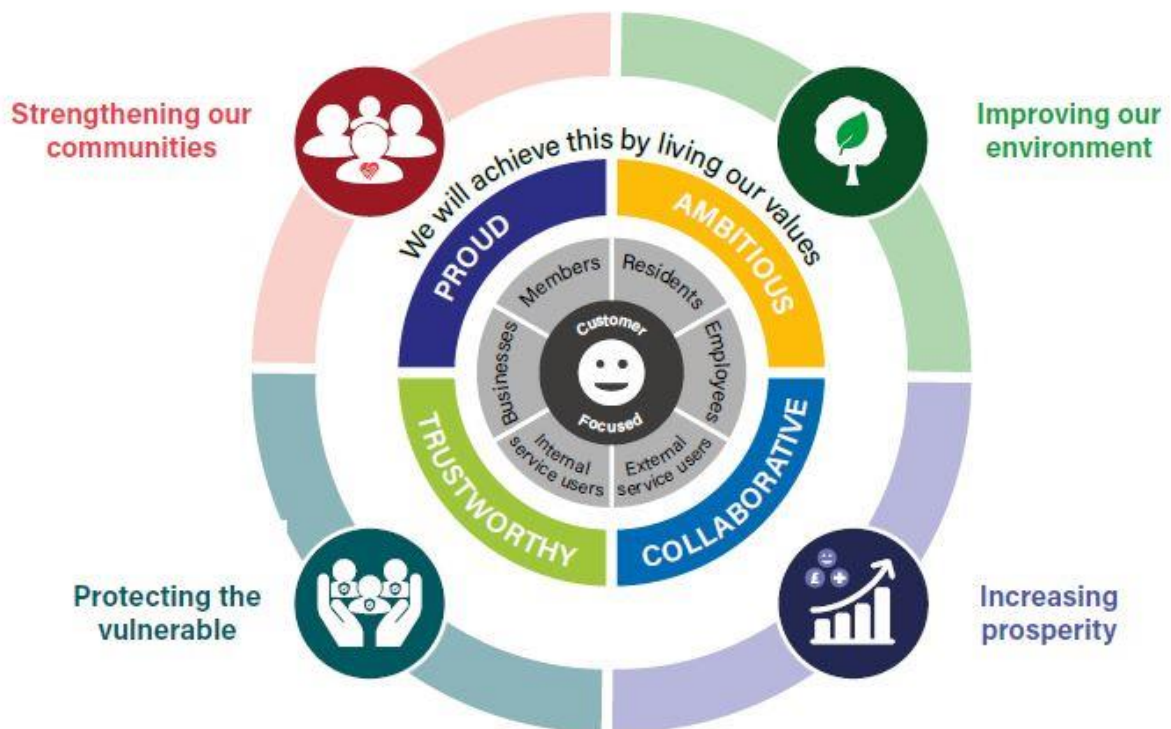 Strengthening our
communities
Improving our
environment
We will achieve this by living our values
PROUD
AMBITIOUS
Members
Residents
Businesses
Customer
Employees
Focused
Internal
service users
External
service users
TRUSTWORTHY
COLLABORATIVE
£
Protecting the
vulnerable
Increasing
prosperity